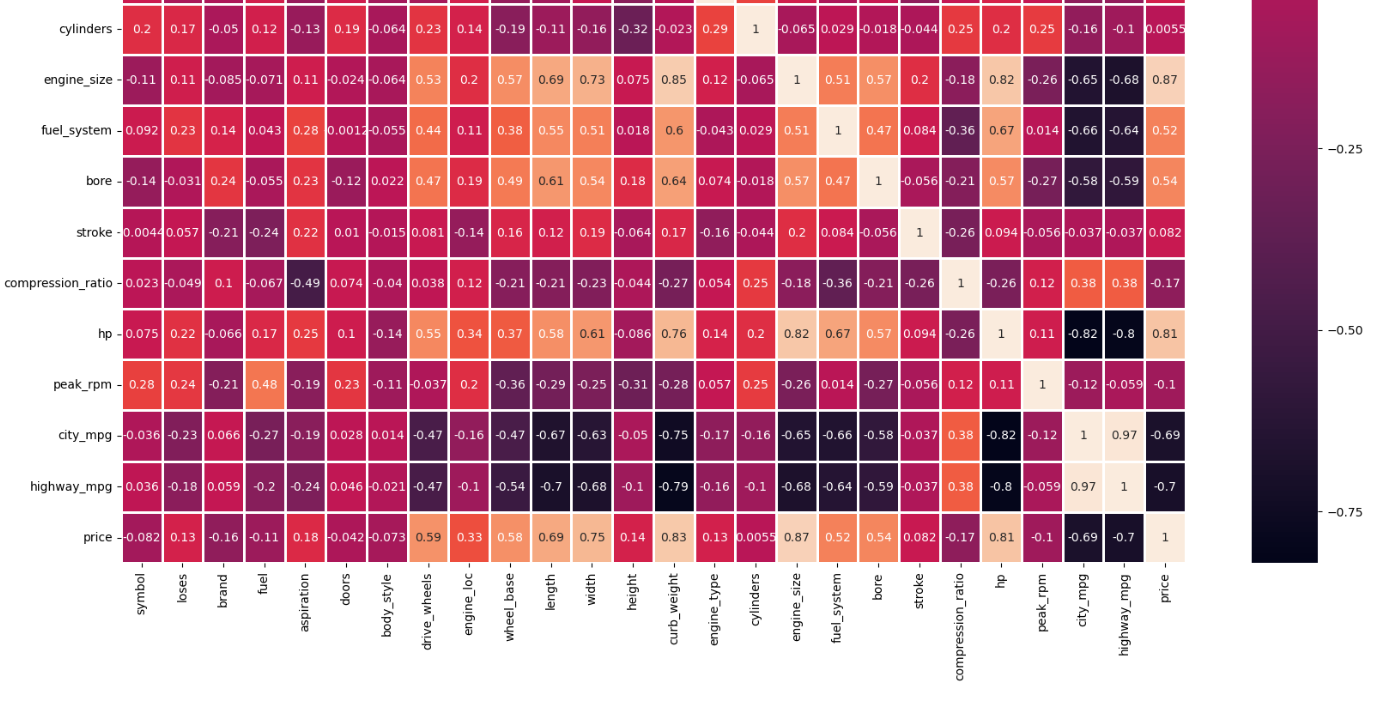 cylinders 0.2 0.17 -0.05 0.12 -0.13 0.19 -0.064 0.23 0.14 -0.19 -0.11 -0.16 -0.32 -0.023 0.29 1 -0.065 0.029 -0.018 -0.044 0.25 0.2 0.25 -0.16 -0.1 0.0055
engine_size -0.11 0.11 -0.085 -0.071 0.11 -0.024 -0.064 0.53 0.2 0.57 0.69 0.73 0.075 0.85 0.12 -0.065 1 0.51 0.57 0.2 -0.18 0.82 -0.26 -0.65 -0.68 0.87
fuel_system 0.092 0.23 0.14 0.043 0.28 0.0012 -0.055 0.44 0.11 0.38 0.55 0.51 0.018 0.6 -0.043 0.029 0.51 1 0.47 0.084 -0.36 0.67 0.014 -0.66 -0.64 0.52
-0.25
bore -0.14 -0.031 0.24 -0.055 0.23 -0.12 0.022 0.47 0.19 0.49 0.61 0.54 0.18 0.64 0.074 -0.018 0.57 0.47 1 -0.056 -0.21 0.57 -0.27 -0.58 -0.59 0.54
stroke 0.0044 0.057 -0.21 -0.24 0.22 0.01 -0.015 0.081 -0.14 0.16 0.12 0.19 -0.064 0.17 -0.16 -0.044 0.2 0.084 -0.056 1 -0.26 0.094 -0.056 -0.037 -0.037 0.082
compression_ratio 0.023 -0.049 0.1 -0.067 -0.49 0.074 -0.04 0.038 0.12 -0.21 -0.21 -0.23 -0.044 -0.27 0.054 0.25 -0.18 -0.36 -0.21 -0.26 1 -0.26 0.12 0.38 0.38 -0.17
hp 0.075 0.22 -0.066 0.17 0.25 0.1 -0.14 0.55 0.34 0.37 0.58 0.61 -0.086 0.76 0.14 0.2 0.82 0.67 0.57 0.094 -0.26 1 0.11 -0.82 -0.8 0.81
-0.50
peak_rpm 0.28 0.24 -0.21 0.48 -0.19 0.23 -0.11 -0.037 0.2 -0.36 -0.29 -0.25 -0.31 -0.28 0.057 0.25 -0.26 0.014 -0.27 -0.056 0.12 0.11 1 -0.12 -0.059 -0.1
city_mpg -0.036 -0.23 0.066 -0.27 -0.19 0.028 0.014 -0.47 -0.16 -0.47 -0.67 -0.63 -0.05 -0.75 -0.17 -0.16 -0.65 -0.66 -0.58 -0.037 0.38 -0.82 -0.12 1 0.97 -0.69
highway_mpg 0.036 -0.18 0.059 -0.2 -0.24 0.046 -0.021 -0.47 -0.1 -0.54 -0.7 -0.68 -0.1 -0.79 -0.16 -0.1 -0.68 -0.64 -0.59 -0.037 0.38 -0.8 -0.059 0.97 1 -0.7
-0.75
price -0.082 0.13 -0.16 -0.11 0.18 -0.042 -0.073 0.59 0.33 0.58 0.69 0.75 0.14 0.83 0.13 0.0055 0.87 0.52 0.54 0.082 -0.17 0.81 -0.1 -0.69 -0.7 1
symbol
loses
brand
fuel
aspiration
doors
body_style
drive_wheels
engine_loc
wheel_base
length
width
height
curb_weight
engine_type
cylinders
engine_size
fuel_system
bore
stroke
compression_ratio
hp
peak_rpm
city_mpg
highway_mpg
price